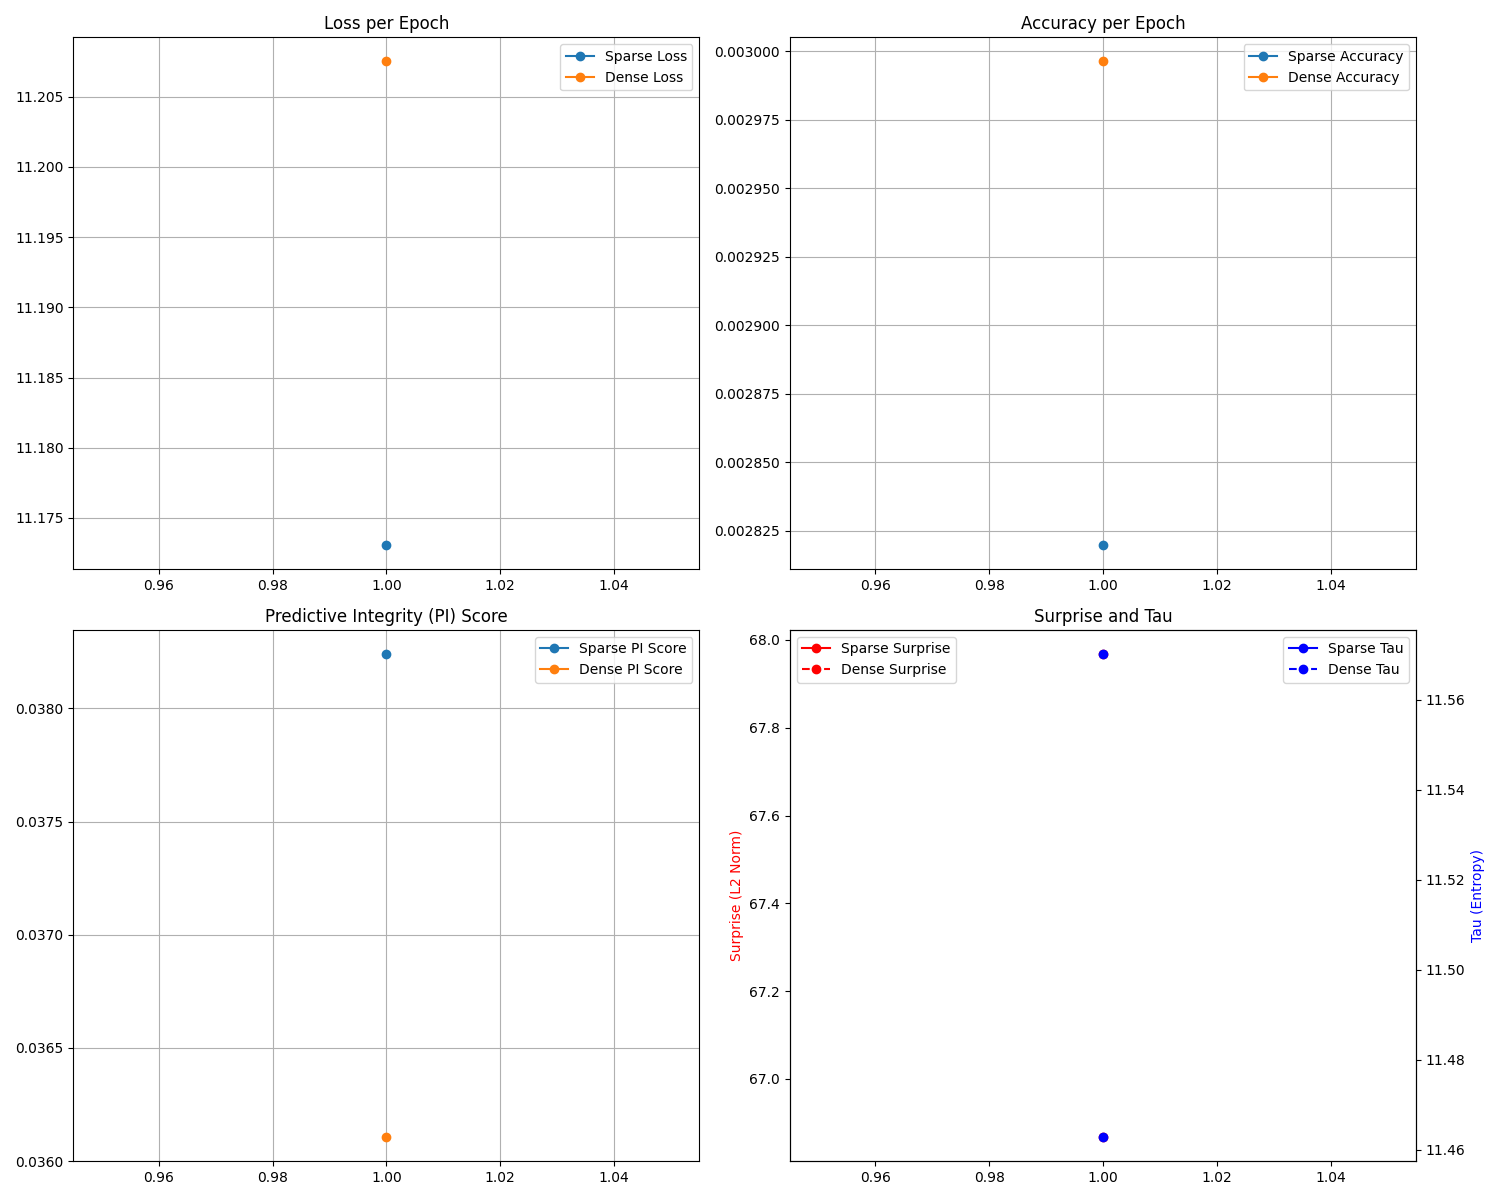 Loss per Epoch
Sparse Loss
Dense Loss
11.205
11.200
11.195
11.190
11.185
11.180
11.175
0.96 0.98 1.00 1.02 1.04
Accuracy per Epoch
Sparse Accuracy
Dense Accuracy
0.003000
0.002975
0.002950
0.002925
0.002900
0.002875
0.002850
0.002825
0.96 0.98 1.00 1.02 1.04
Predictive Integrity (PI) Score
Sparse PI Score
Dense PI Score
0.0380
0.0375
0.0370
0.0365
0.0360
0.96 0.98 1.00 1.02 1.04
Surprise and Tau
Sparse Surprise
Dense Surprise
Sparse Tau
Dense Tau
Surprise (L2 Norm)
68.0
67.8
67.6
67.4
67.2
67.0
11.56
11.54
11.52
11.50
11.48
11.46
Tau (Entropy)
0.96 0.98 1.00 1.02 1.04